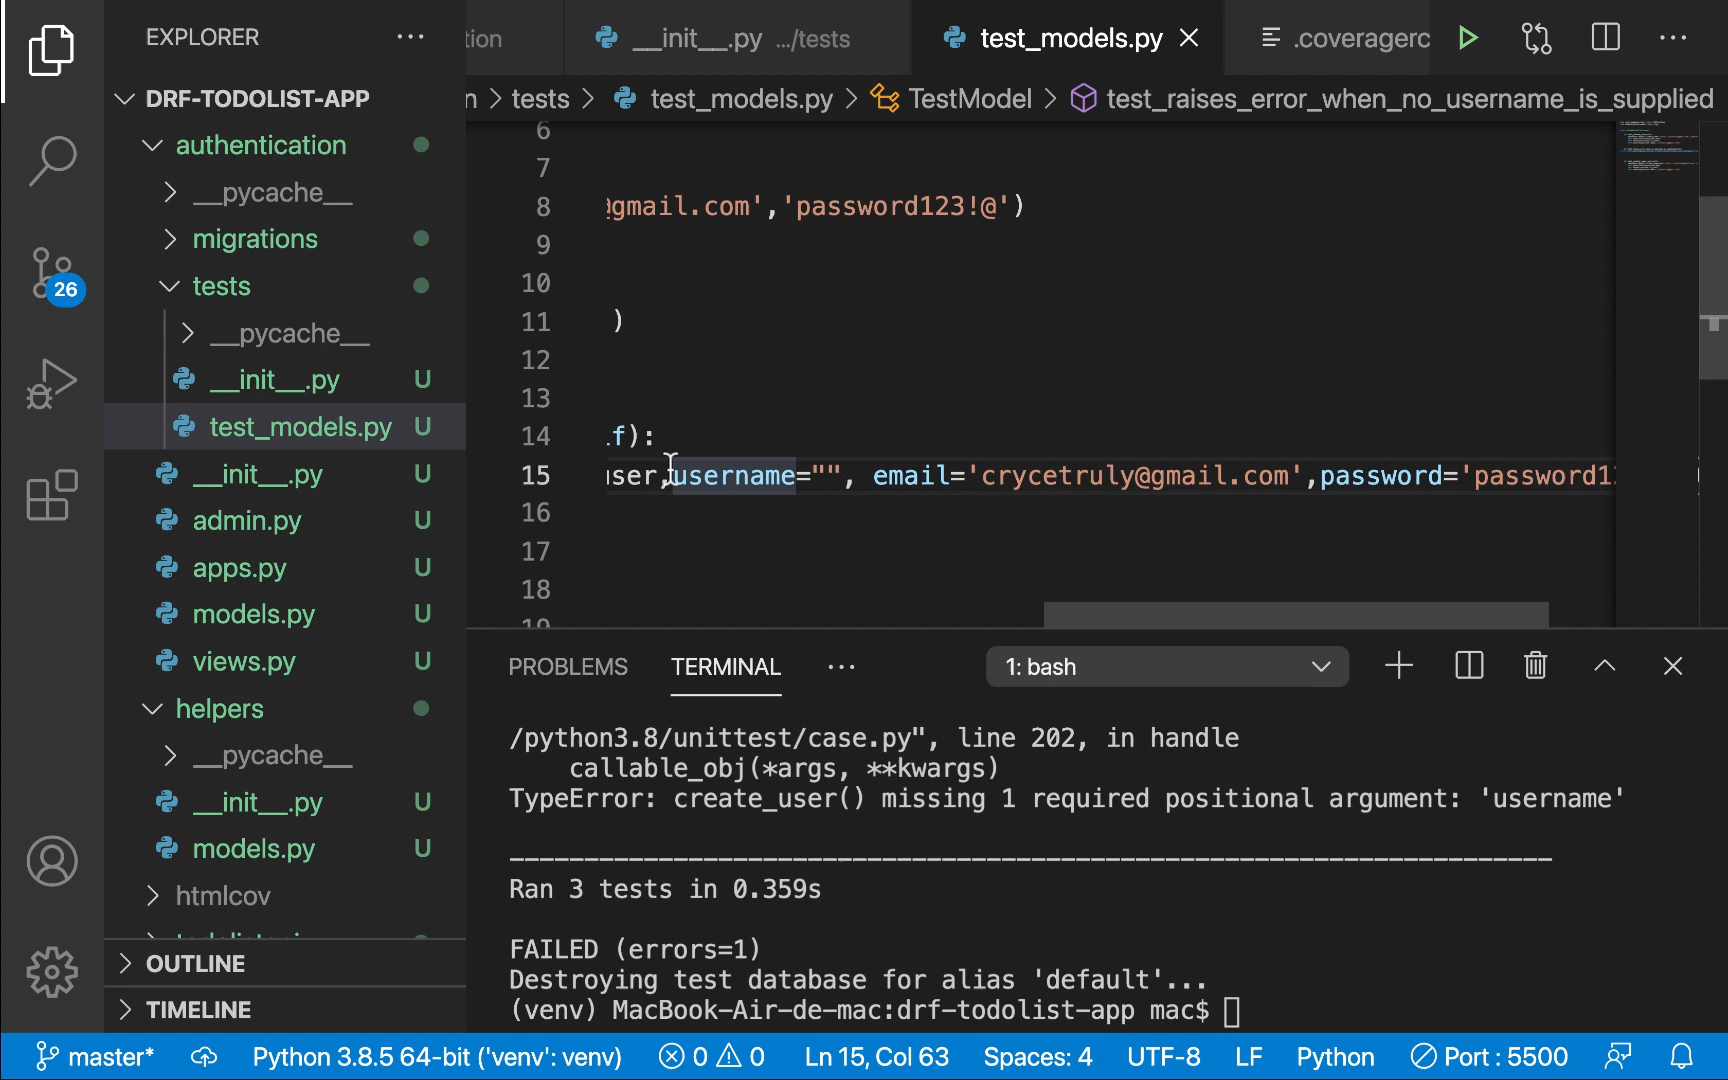 EXPLORER
DRF-TODOLIST-APP
authentication
__pycache__
migrations
tests
__pycache__
__init__.py U
test_models.py U
__init__.py U
admin.py U
apps.py U
models.py U
views.py U
helpers
__pycache__
__init__.py U
models.py U
htmlcov
OUTLINE
TIMELINE
26
tion
__init__.py .../tests
test_models.py
.coveragerc
n > tests > test_models.py > TestModel > test_raises_error_when_no_username_is_supplied
6
7
8 @gmail.com','password123!@')
9
10
11 )
12
13
14 lf):
15 user,username="", email='crycetruly@gmail.com',password='password12
16
17
18
19
PROBLEMS TERMINAL ... 1: bash
/python3.8/unittest/case.py", line 202, in handle
callable_obj(*args, **kwargs)
TypeError: create_user() missing 1 required positional argument: 'username'
----------------------------------------------------------------------
Ran 3 tests in 0.359s
FAILED (errors=1)
Destroying test database for alias 'default'...
(venv) MacBook-Air-de-mac:drf-todolist-app mac$
master* Python 3.8.5 64-bit ('venv': venv) 0 0 Ln 15, Col 63 Spaces: 4 UTF-8 LF Python Port : 5500